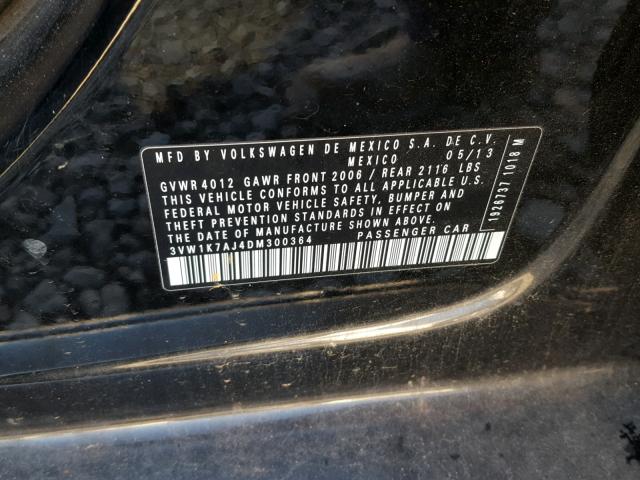 MFD BY VOLKSWAGEN DE MEXICO S.A. DE C.V.
MEXICO 05/13
GVWR 4012 GAWR FRONT 2006 / REAR 2116 LBS
THIS VEHICLE CONFORMS TO ALL APPLICABLE U.S.
FEDERAL MOTOR VEHICLE SAFETY, BUMPER AND
THEFT PREVENTION STANDARDS IN EFFECT ON
THE DATE OF MANUFACTURE SHOWN ABOVE.
3VW1K7AJ4DM300364 PASSENGER CAR
1926737 1018 M